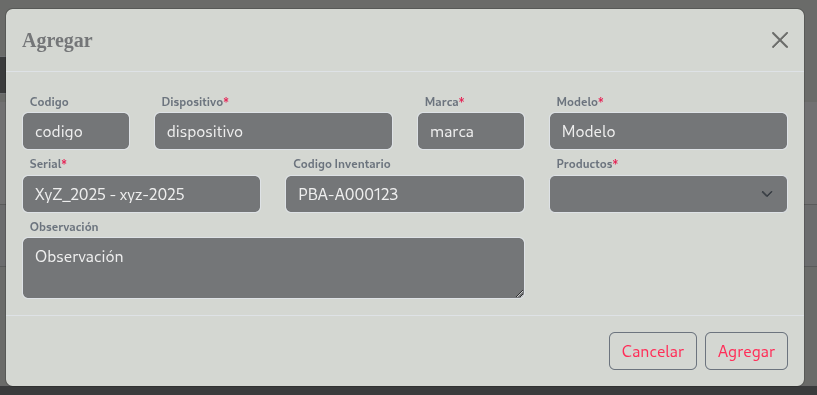 Agregar
Codigo Dispositivo* Marca* Modelo*
codigo dispositivo marca Modelo
Serial* Codigo Inventario Productos*
XyZ_2025 - xyz-2025 PBA-A000123
Observación
Observación
Cancelar Agregar